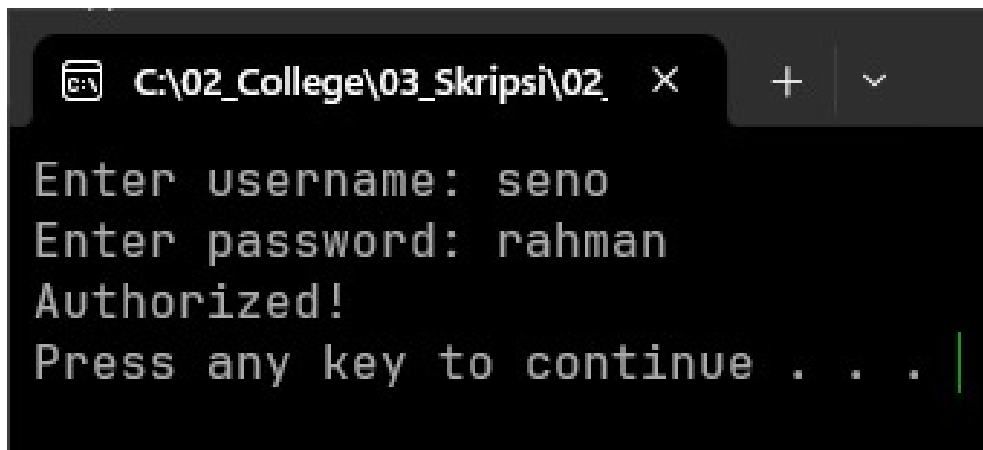 C:\02_College\03_Skripsi\02_
Enter username: seno
Enter password: rahman
Authorized!
Press any key to continue . . .